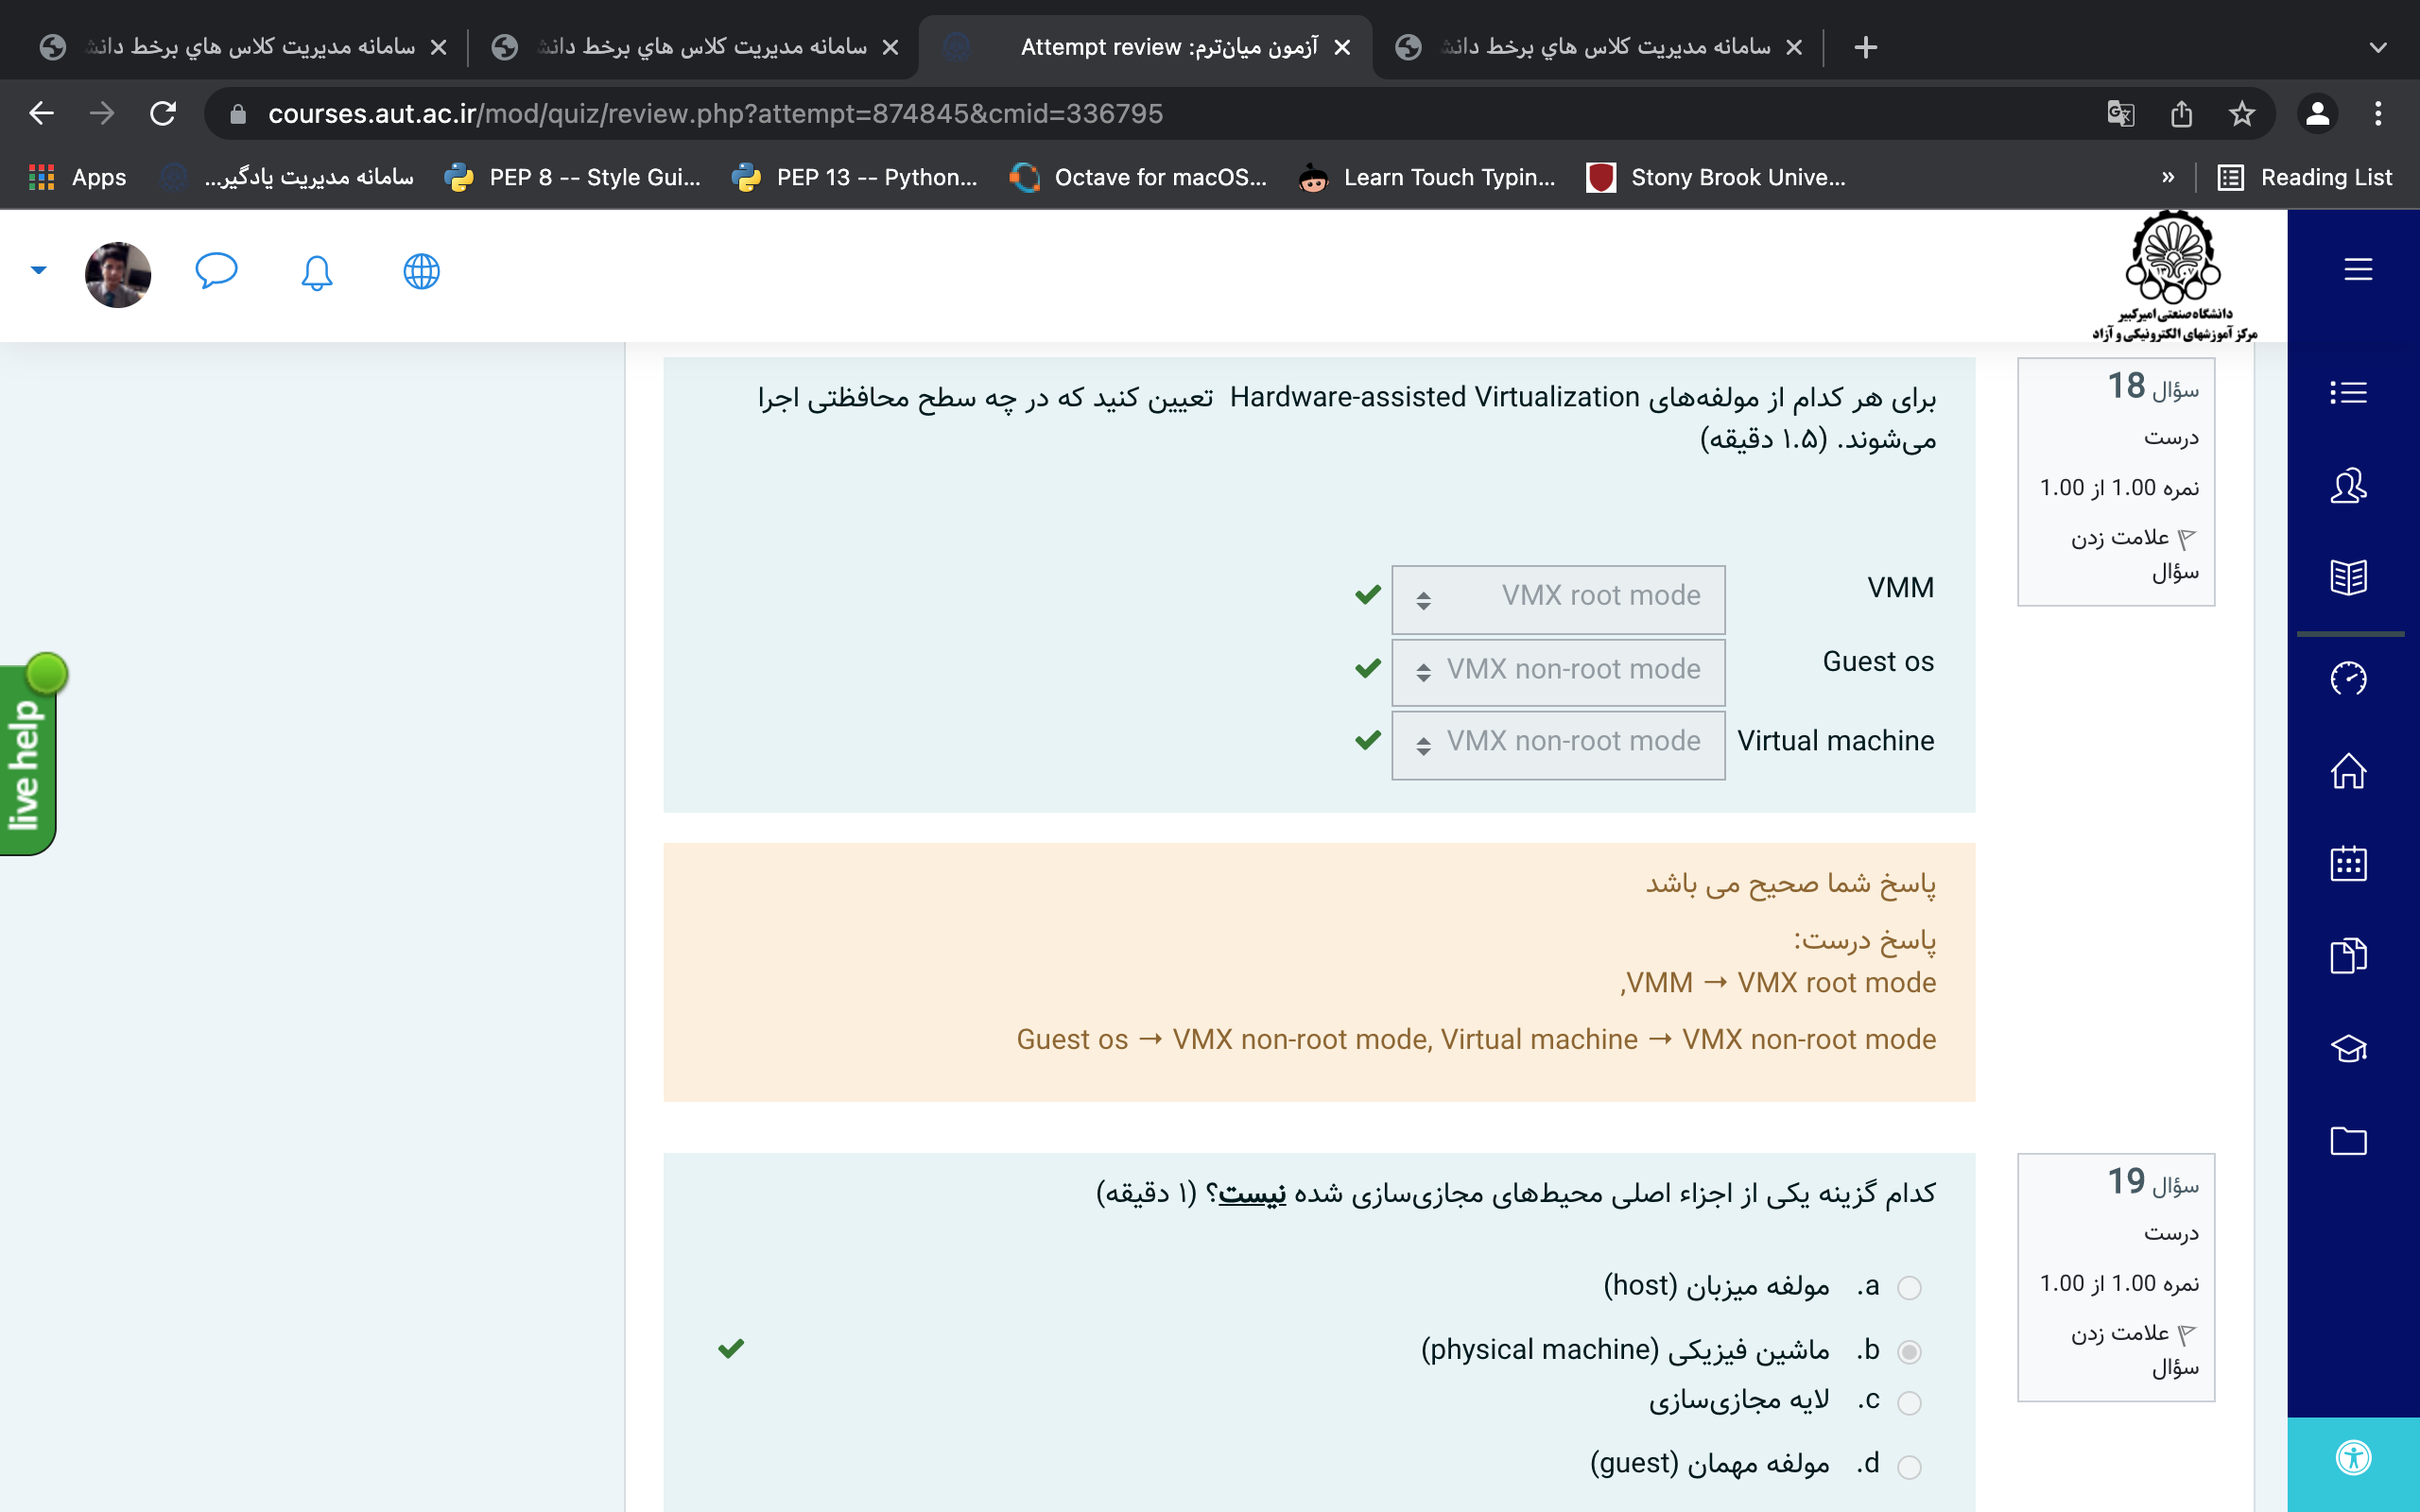 سامانه مدیریت کلاس هاي برخط دانش
سامانه مدیریت کلاس هاي برخط دانش
آزمون میان‌ترم: Attempt review
سامانه مدیریت کلاس هاي برخط دانش
courses.aut.ac.ir/mod/quiz/review.php?attempt=874845&cmid=336795
Apps
سامانه مدیریت یادگیر...
PEP 8 -- Style Gui...
PEP 13 -- Python...
Octave for macOS...
Learn Touch Typin...
Stony Brook Unive...
»
Reading List
۱۳۰۷
دانشگاه صنعتی امیرکبیر
مرکز آموزشهای الکترونیکی و آزاد
سؤال 18
درست
نمره 1.00 از 1.00
علامت زدن
سؤال
برای هر کدام از مولفه‌های Hardware-assisted Virtualization تعیین کنید که در چه سطح محافظتی اجرا
می‌شوند. (۱.۵ دقیقه)
VMM VMX root mode
Guest os VMX non-root mode
Virtual machine VMX non-root mode
پاسخ شما صحیح می باشد
پاسخ درست:
VMM → VMX root mode,
Guest os → VMX non-root mode, Virtual machine → VMX non-root mode
سؤال 19
درست
نمره 1.00 از 1.00
علامت زدن
سؤال
کدام گزینه یکی از اجزاء اصلی محیط‌های مجازی‌سازی شده نیست؟ (۱ دقیقه)
a. مولفه میزبان (host)
b. ماشین فیزیکی (physical machine)
c. لایه مجازی‌سازی
d. مولفه مهمان (guest)
live help